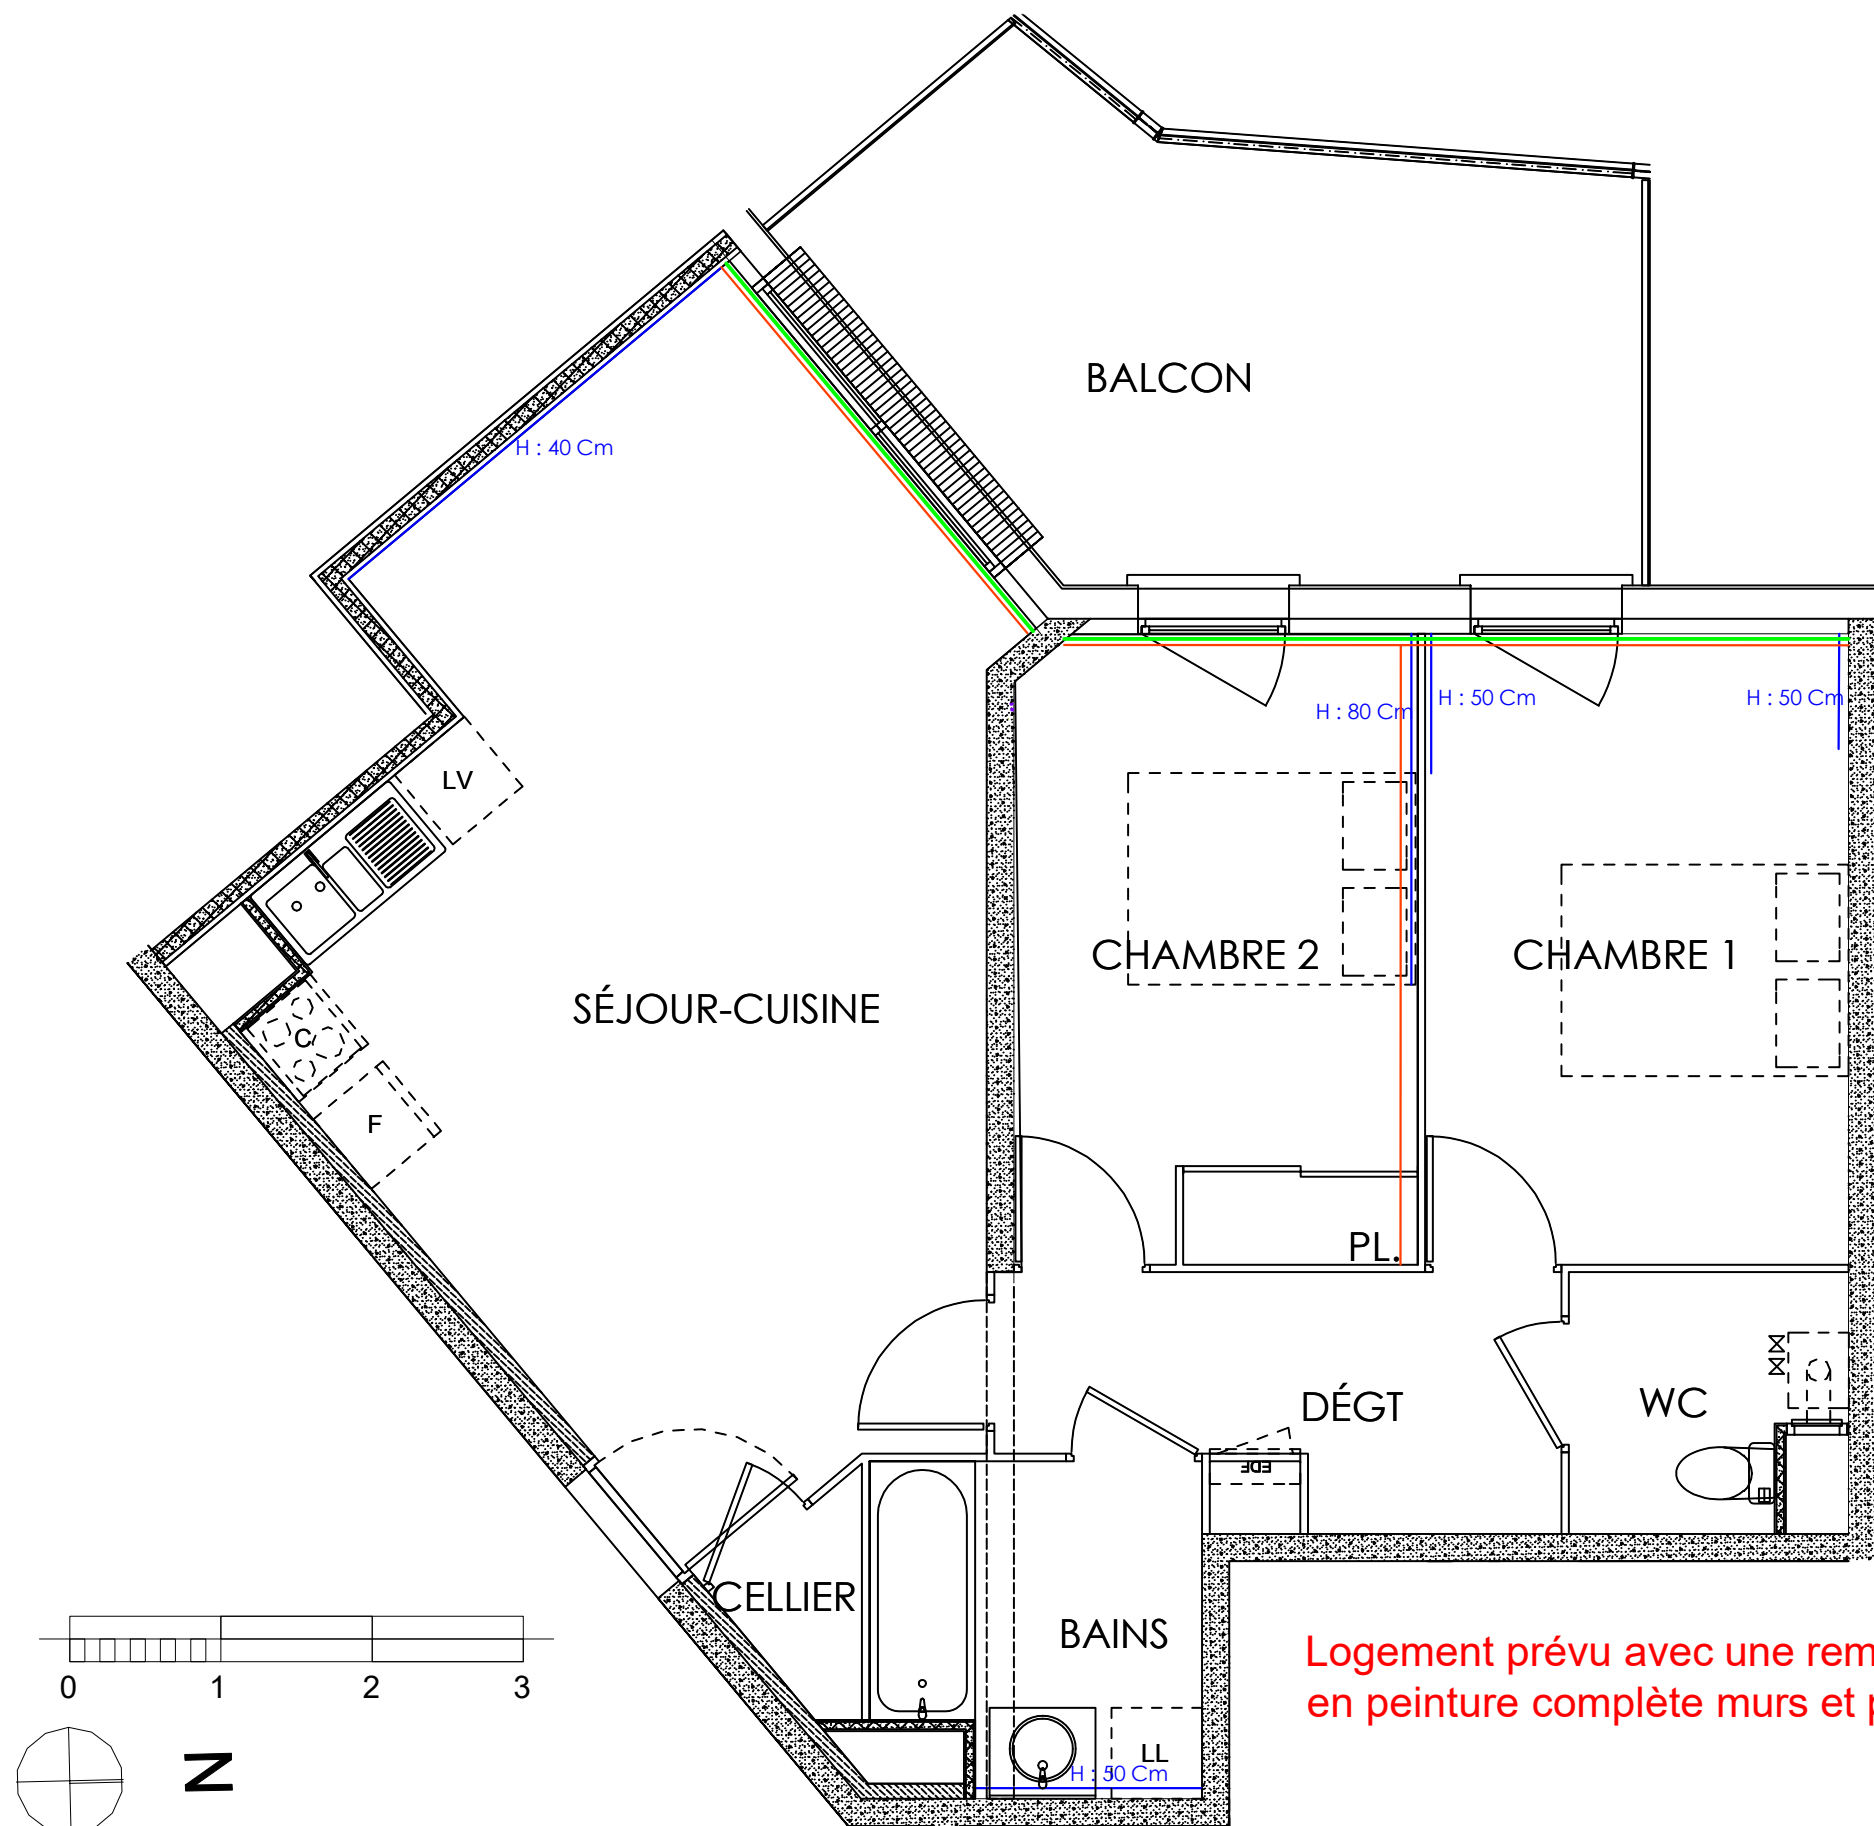 BALCON
H : 40 Cm
H : 80 Cm
H : 50 Cm
H : 50 Cm
LV
CHAMBRE 2
CHAMBRE 1
SÉJOUR-CUISINE
C
F
PL.
DÉGT
WC
EDF
CELLIER
BAINS
Logement prévu avec une rem
en peinture complète murs et p
0 1 2 3
N
LL
H : 50 Cm